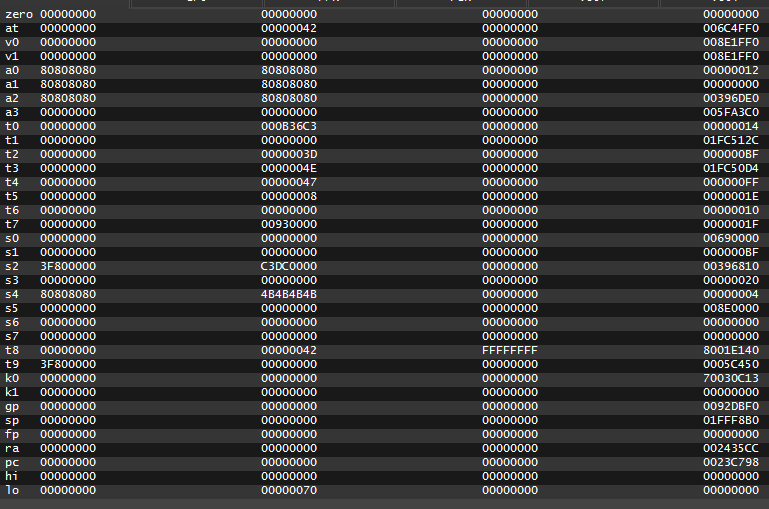 zero 00000000 00000000 00000000 00000000
at 00000000 00000042 00000000 006C4FF0
v0 00000000 00000000 00000000 008E1FF0
v1 00000000 00000000 00000000 008E1FF0
a0 80808080 80808080 00000000 00000012
a1 80808080 80808080 00000000 00000000
a2 80808080 80808080 00000000 00396DE0
a3 00000000 00000000 00000000 005FA3C0
t0 00000000 000B36C3 00000000 00000014
t1 00000000 00000000 00000000 01FC512C
t2 00000000 0000003D 00000000 000000BF
t3 00000000 0000004E 00000000 01FC50D4
t4 00000000 00000047 00000000 000000FF
t5 00000000 00000008 00000000 0000001E
t6 00000000 00000000 00000000 00000010
t7 00000000 00930000 00000000 0000001F
s0 00000000 00000000 00000000 00690000
s1 00000000 00000000 00000000 000000BF
s2 3F800000 C3DC0000 00000000 00396810
s3 00000000 00000000 00000000 00000020
s4 80808080 4B4B4B4B 00000000 00000004
s5 00000000 00000000 00000000 008E0000
s6 00000000 00000000 00000000 00000000
s7 00000000 00000000 00000000 00000000
t8 00000000 00000042 FFFFFFFF 8001E140
t9 3F800000 00000000 00000000 0005C450
k0 00000000 00000000 00000000 70030C13
k1 00000000 00000000 00000000 00000000
gp 00000000 00000000 00000000 0092DBF0
sp 00000000 00000000 00000000 01FFF8B0
fp 00000000 00000000 00000000 00000000
ra 00000000 00000000 00000000 002435CC
pc 00000000 00000000 00000000 0023C798
hi 00000000 00000000 00000000 00000000
lo 00000000 00000070 00000000 00000000